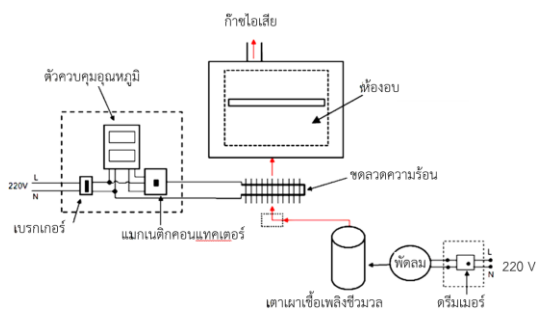 ก๊าซไอเสีย
ตัวควบคุมอุณหภูมิ
ห้องอบ
ขดลวดความร้อน
L
220V
N
เบรกเกอร์
แมกเนติกคอนแทคเตอร์
พัดลม
L
N
220 V
เตาเผาเชื้อเพลิงชีวมวล
ดรีมเมอร์